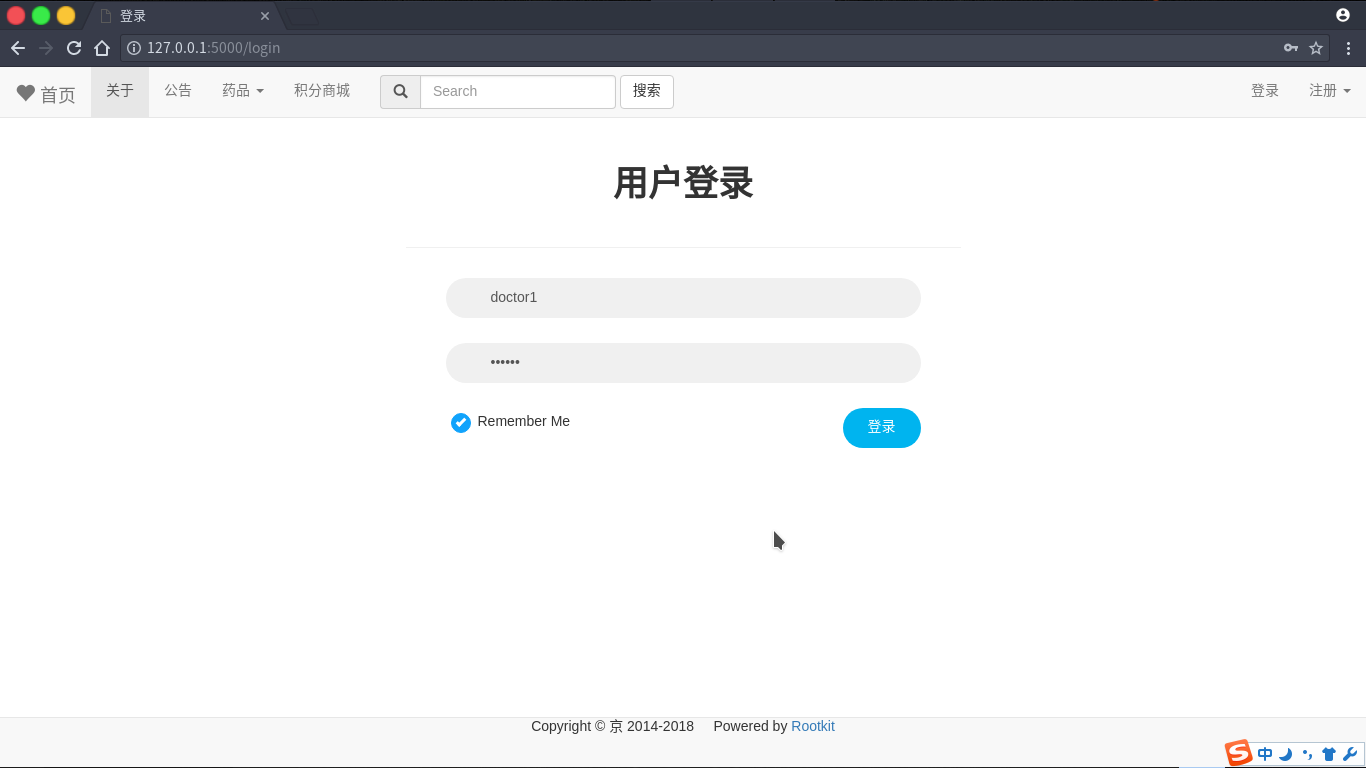 登录
127.0.0.1:5000/login
首页 关于 公告 药品 积分商城 Search 搜索 登录 注册
用户登录
doctor1
••••••
Remember Me 登录
Copyright © 京 2014-2018 Powered by Rootkit
S 中